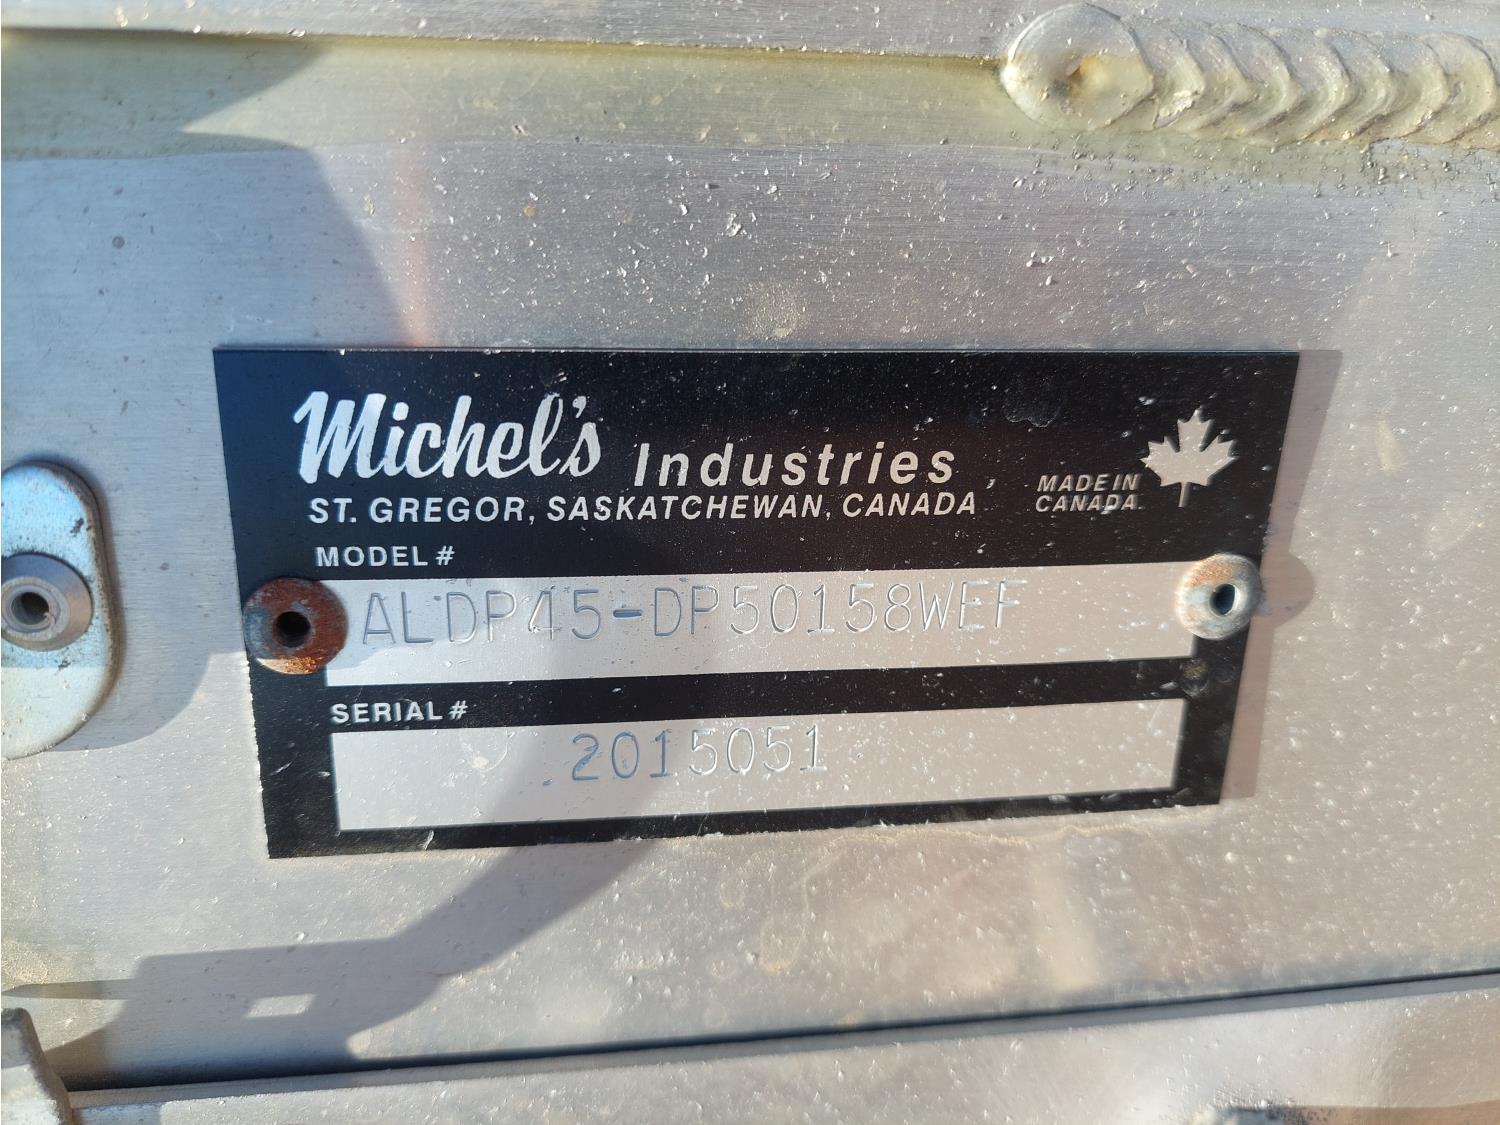 Michel's Industries,
ST. GREGOR, SASKATCHEWAN, CANADA
MADE IN
CANADA
MODEL #
ALDP45-DP50158WEF
SERIAL #
2015051